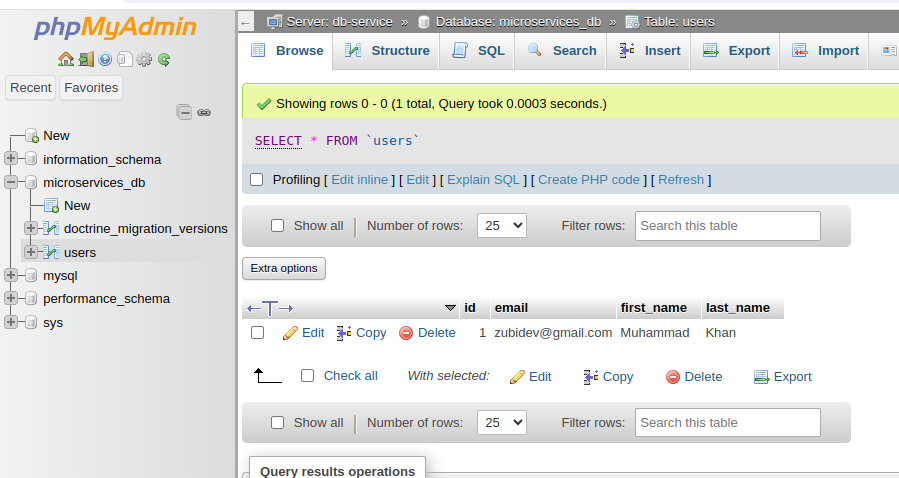 phpMyAdmin
Recent Favorites
New
information_schema
microservices_db
New
doctrine_migration_versions
users
mysql
performance_schema
sys
Server: db-service » Database: microservices_db » Table: users
Browse Structure SQL Search Insert Export Import
Showing rows 0 - 0 (1 total, Query took 0.0003 seconds.)
SELECT * FROM `users`
Profiling [ Edit inline ] [ Edit ] [ Explain SQL ] [ Create PHP code ] [ Refresh ]
Show all Number of rows: 25 Filter rows: Search this table
Extra options
id email first_name last_name
Edit Copy Delete 1 zubidev@gmail.com Muhammad Khan
Check all With selected: Edit Copy Delete Export
Show all Number of rows: 25 Filter rows: Search this table
Query results operations